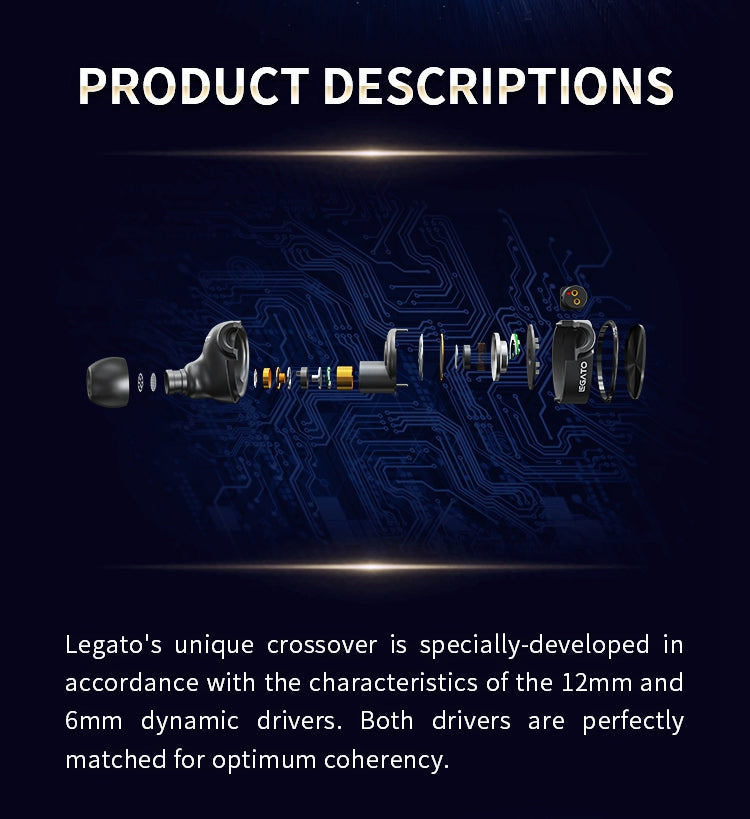 PRODUCT DESCRIPTIONS
LEGATO
Legato's unique crossover is specially-developed in
accordance with the characteristics of the 12mm and
6mm dynamic drivers. Both drivers are perfectly
matched for optimum coherency.